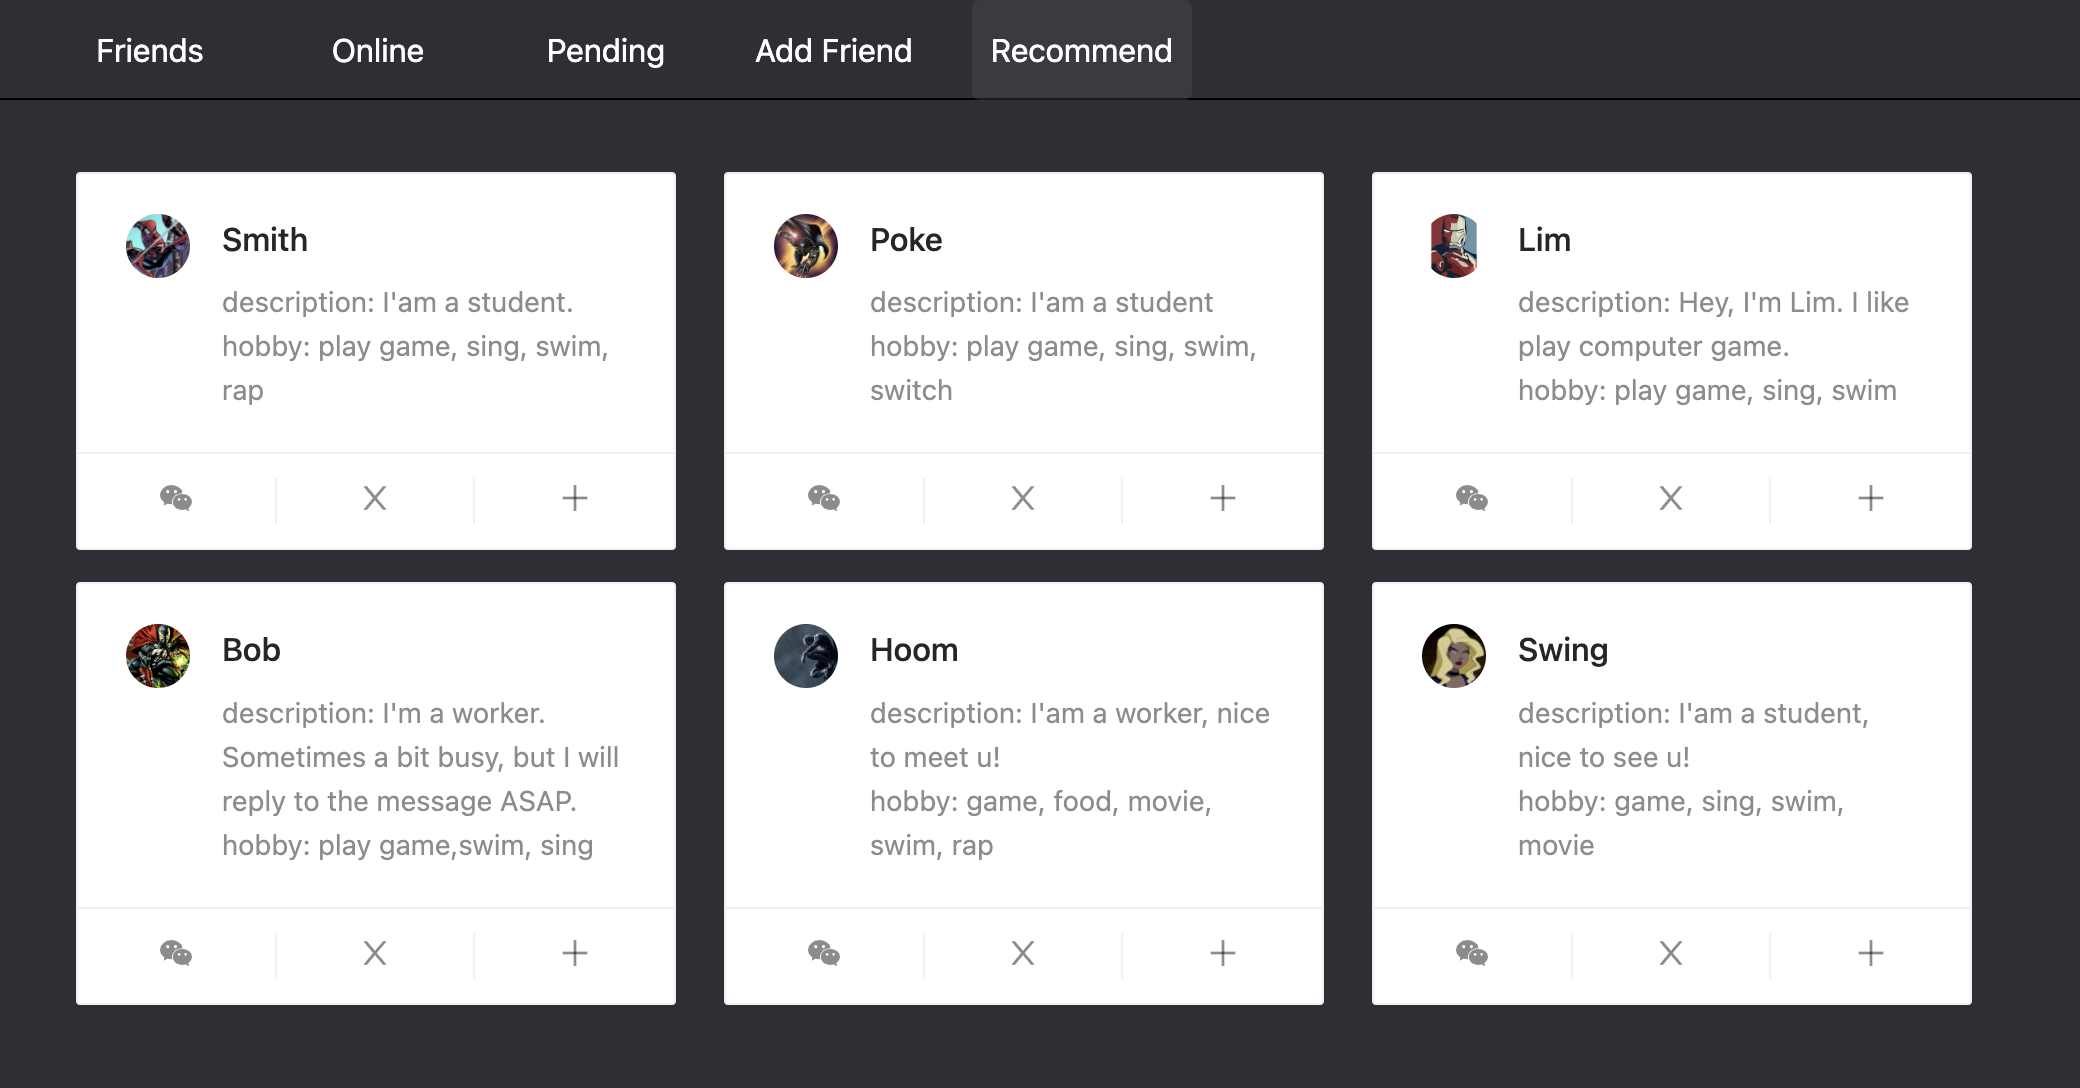 Friends Online Pending Add Friend Recommend
Smith
description: I'am a student.
hobby: play game, sing, swim,
rap
X
Poke
description: I'am a student
hobby: play game, sing, swim,
switch
X
Lim
description: Hey, I'm Lim. I like
play computer game.
hobby: play game, sing, swim
X
Bob
description: I'm a worker.
Sometimes a bit busy, but I will
reply to the message ASAP.
hobby: play game,swim, sing
X
Hoom
description: I'am a worker, nice
to meet u!
hobby: game, food, movie,
swim, rap
X
Swing
description: I'am a student,
nice to see u!
hobby: game, sing, swim,
movie
X